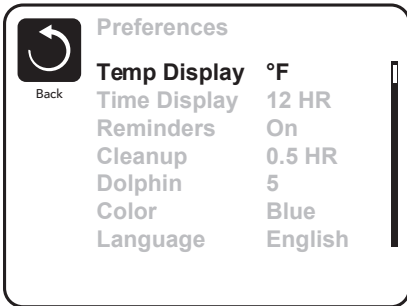 Preferences
Back
Temp Display °F
Time Display 12 HR
Reminders On
Cleanup 0.5 HR
Dolphin 5
Color Blue
Language English